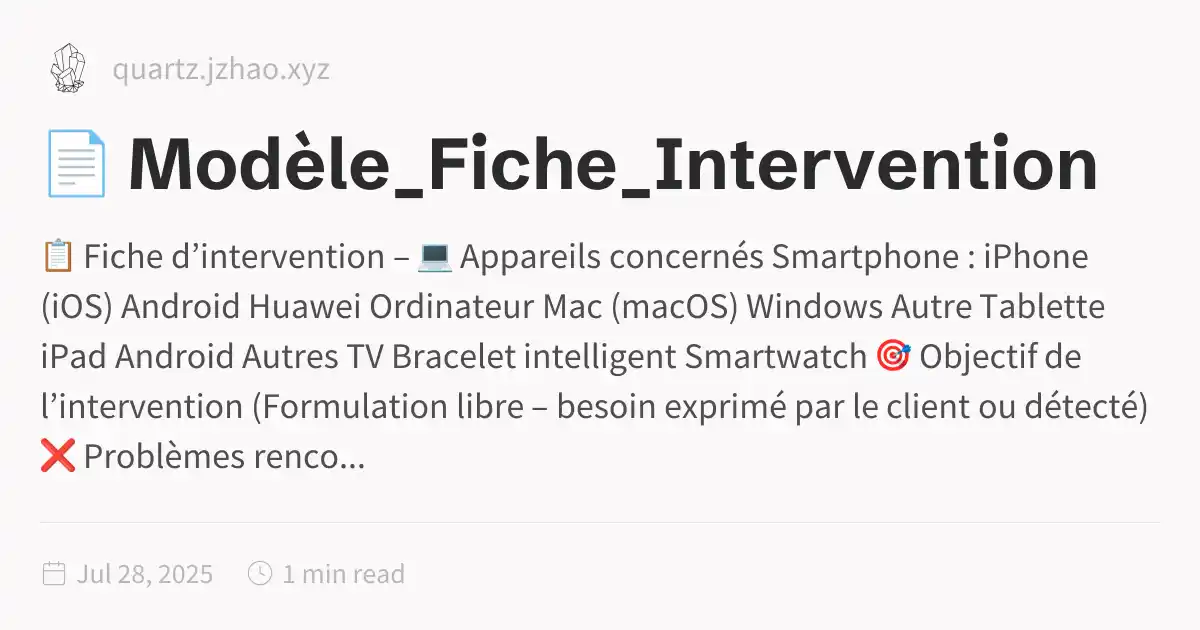 quartz.jzhao.xyz
📄 Modèle_Fiche_Intervention
📋 Fiche d’intervention – 💻 Appareils concernés Smartphone : iPhone
(iOS) Android Huawei Ordinateur Mac (macOS) Windows Autre Tablette
iPad Android Autres TV Bracelet intelligent Smartwatch 🎯 Objectif de
l’intervention (Formulation libre – besoin exprimé par le client ou détecté)
❌ Problèmes renco...
Jul 28, 2025 1 min read